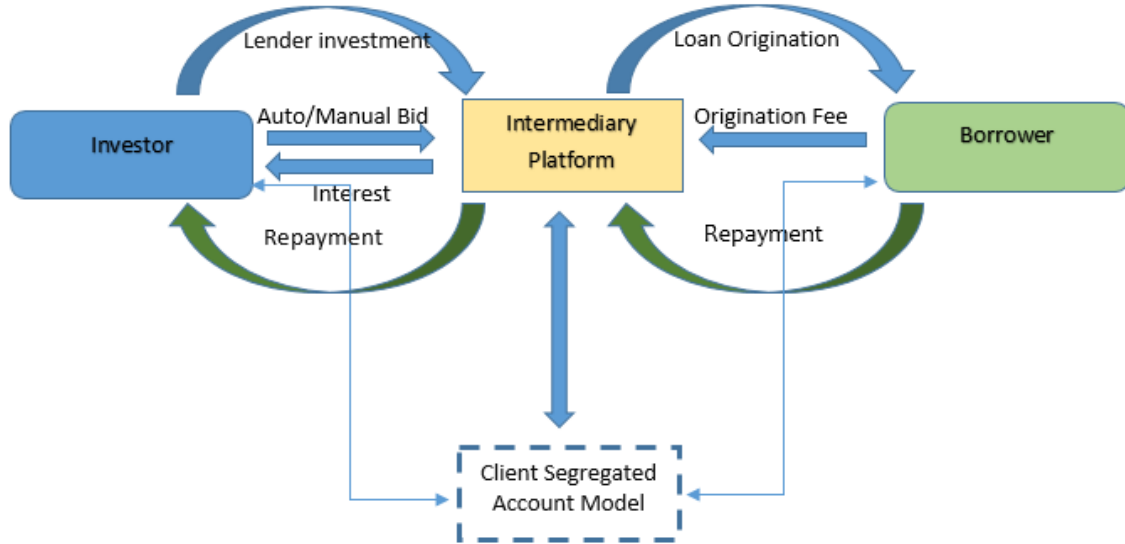 Lender investment
Loan Origination
Auto/Manual Bid
Origination Fee
Investor
Intermediary
Platform
Borrower
Interest
Repayment
Repayment
Client Segregated
Account Model